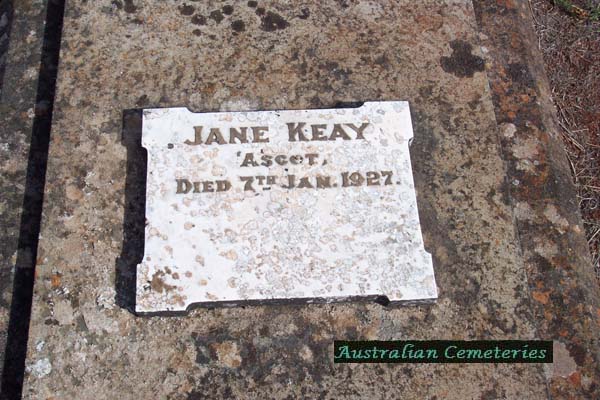 JANE KEAY
ASCOT,
DIED 7TH JAN. 1927.
Australian Cemeteries